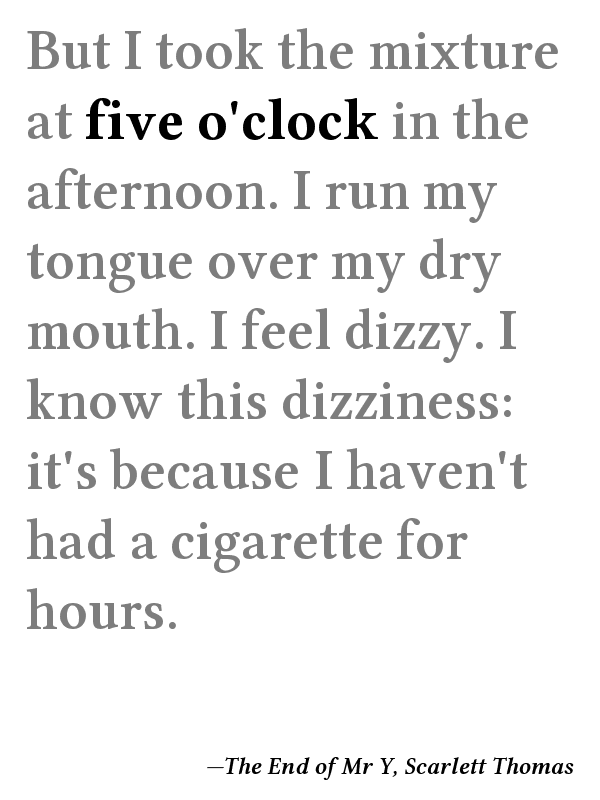 But I took the mixture
at five o'clock in the
afternoon. I run my
tongue over my dry
mouth. I feel dizzy. I
know this dizziness:
it's because I haven't
had a cigarette for
hours.
—The End of Mr Y, Scarlett Thomas